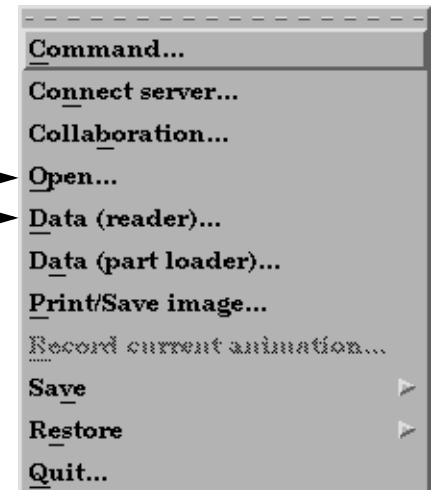 Command...
Connect server...
Collaboration...
Open...
Data (reader)...
Data (part loader)...
Print/Save image...
Record current animation...
Save
Restore
Quit...